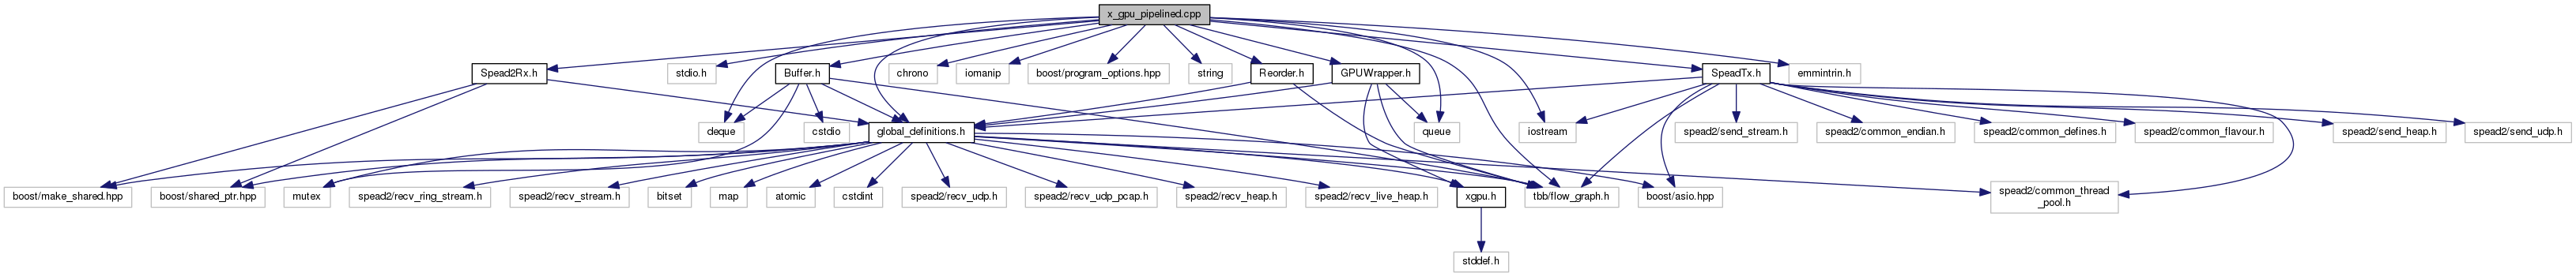 x_gpu_pipelined.cpp
Spead2Rx.h
stdio.h
Buffer.h
chrono
iomanip
boost/program_options.hpp
string
Reorder.h
GPUWrapper.h
SpeadTx.h
emmintrin.h
deque
cstdio
global_definitions.h
queue
iostream
spead2/send_stream.h
spead2/common_endian.h
spead2/common_defines.h
spead2/common_flavour.h
spead2/send_heap.h
spead2/send_udp.h
boost/make_shared.hpp
boost/shared_ptr.hpp
mutex
spead2/recv_ring_stream.h
spead2/recv_stream.h
bitset
map
atomic
cstdint
spead2/recv_udp.h
spead2/recv_udp_pcap.h
spead2/recv_heap.h
spead2/recv_live_heap.h
xgpu.h
tbb/flow_graph.h
boost/asio.hpp
spead2/common_thread
_pool.h
stddef.h